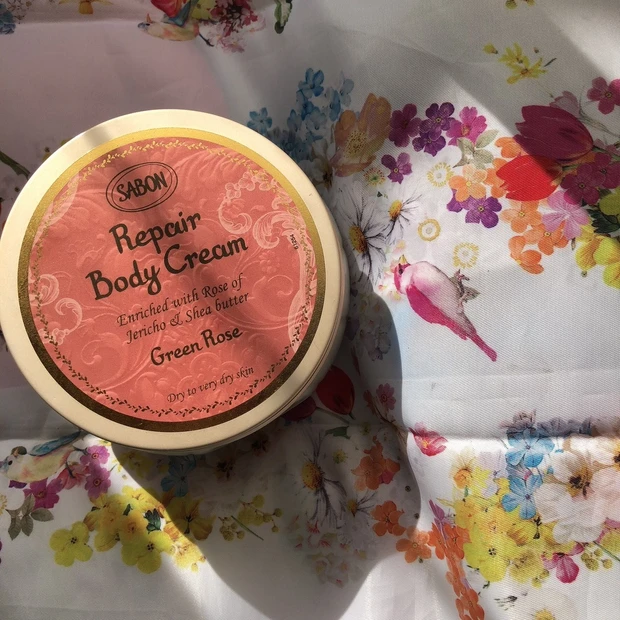 SABON
Repair
Body Cream
Enriched with Rose of
Jericho & Shea butter
Green Rose
Dry to very dry skin